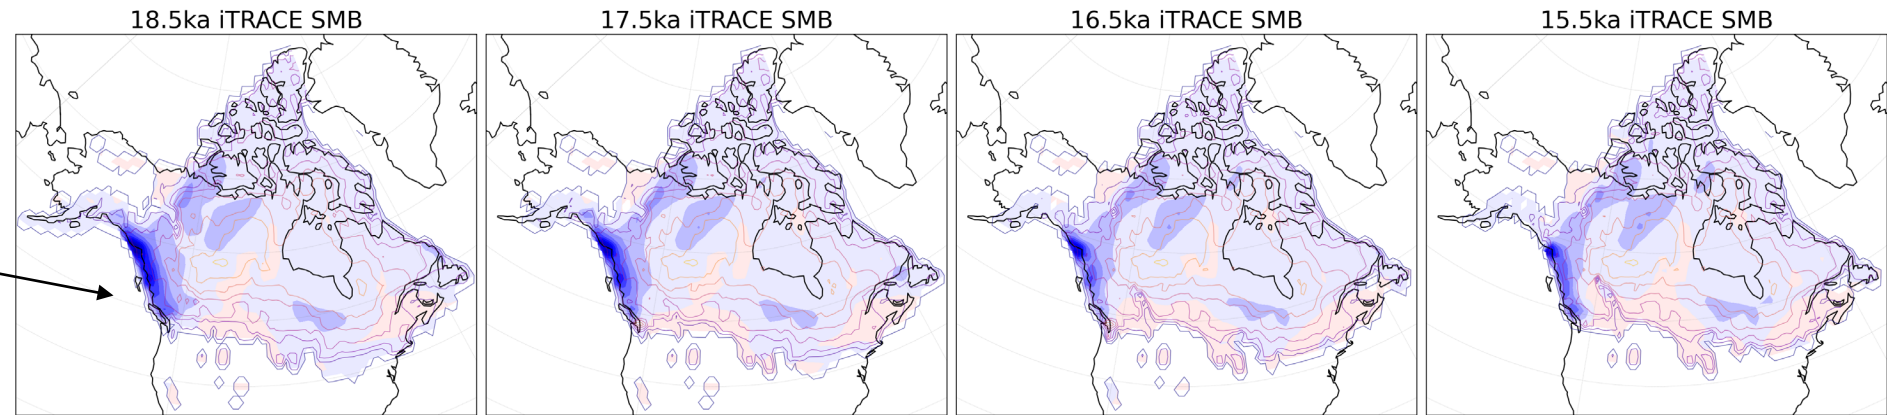 18.5ka iTRACE SMB
17.5ka iTRACE SMB
16.5ka iTRACE SMB
15.5ka iTRACE SMB